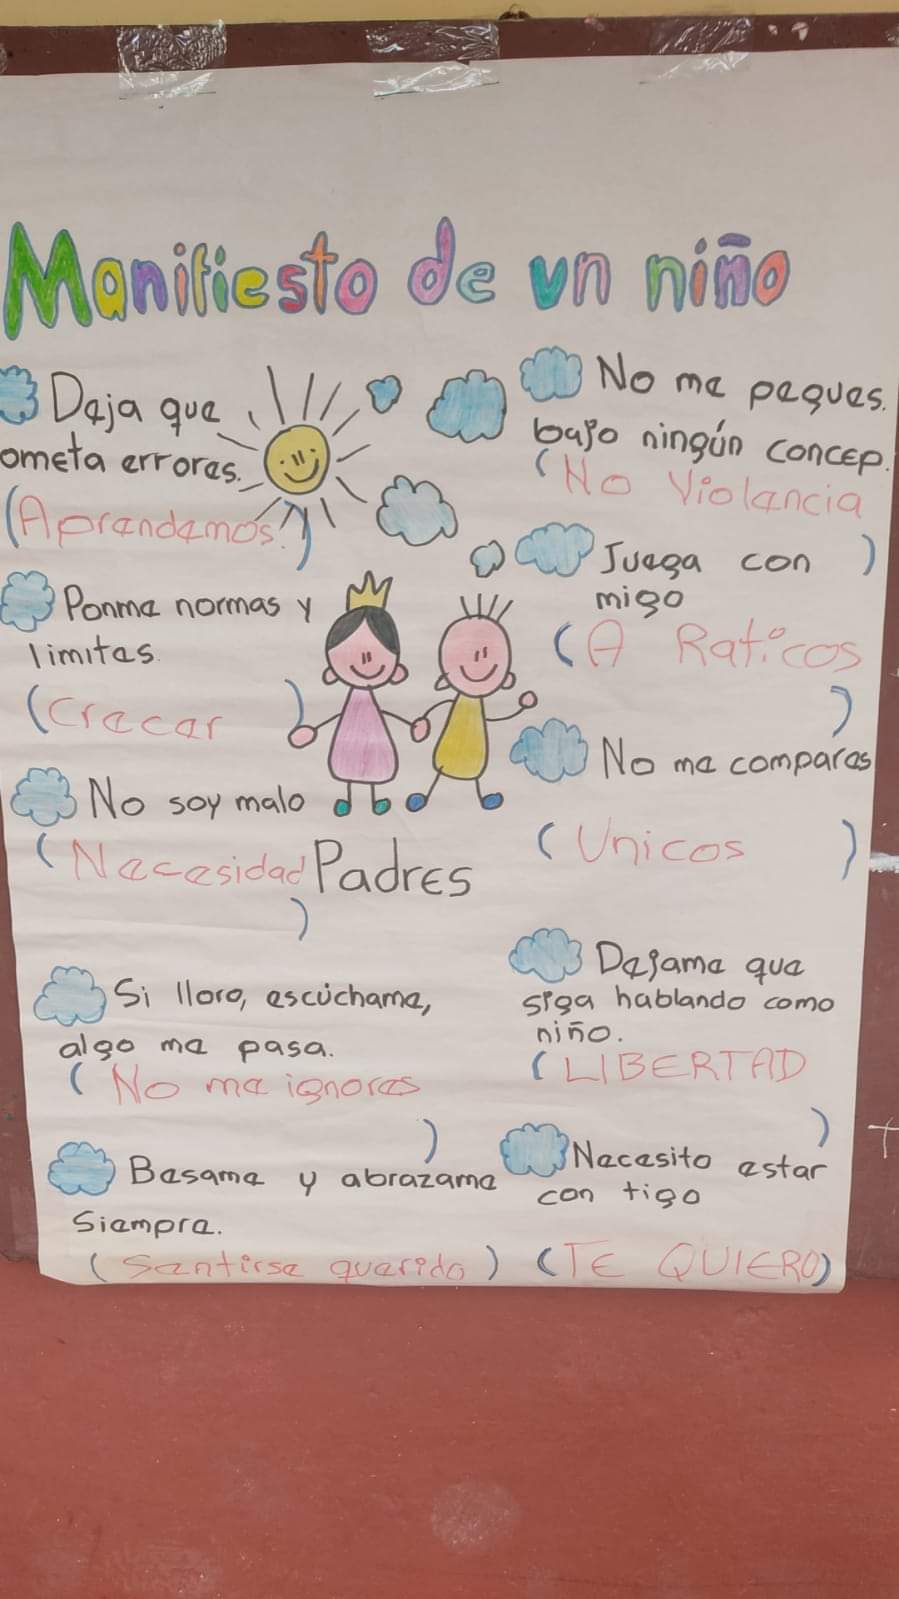 Manifiesto de un niño
Deja que
ometa errores.
(Aprendemos.)
Ponme normas y
limites.
(Crecer)
No soy malo
(Necesidad)
Padres
Si lloro, escúchame,
algo me pasa.
(No me ignores)
Besame y abrazame
siempre.
(Sentirse querido)
No me pegues.
bajo ningún concep.
(No Violencia)
Juega con
migo
(A Raticos)
No me compares
(Unicos)
Dejame que
siga hablando como
niño.
(LIBERTAD)
Necesito estar
con tigo
(TE QUIERO)